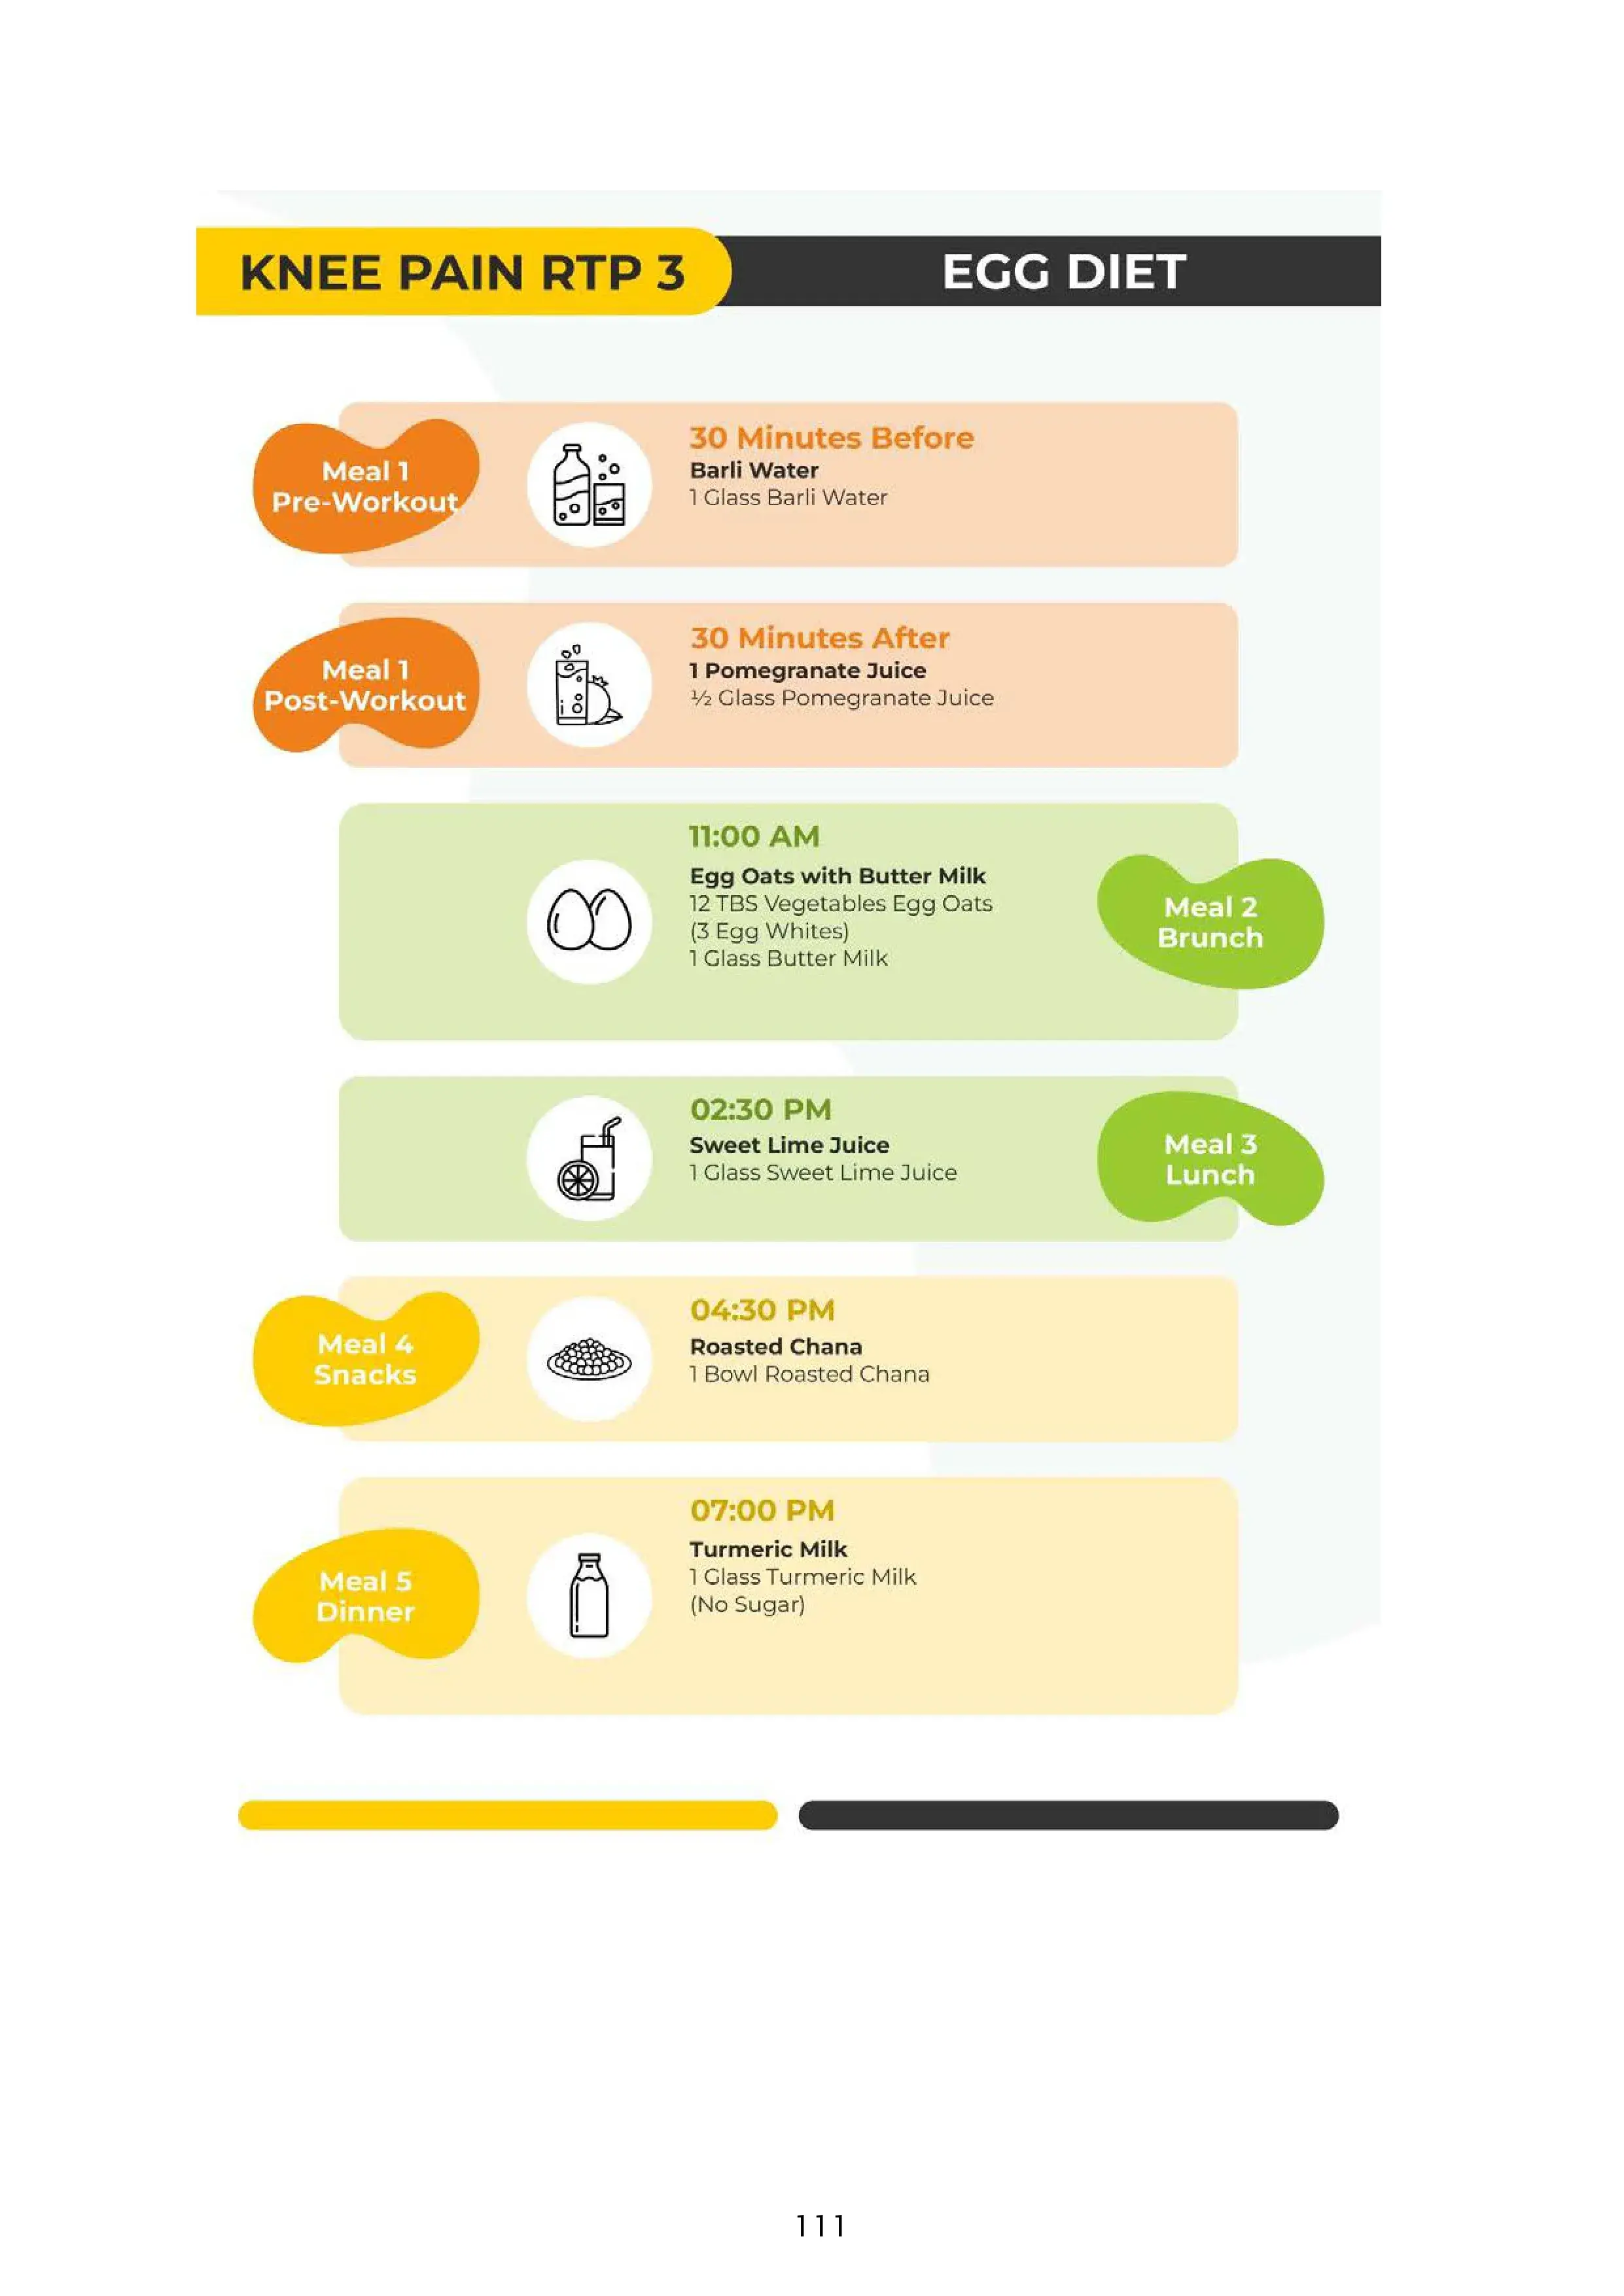 KNEE PAIN RTP 3
EGG DIET
Meal 1
Pre-Workout
30 Minutes Before
Barli Water
1 Glass Barli Water
Meal 1
Post-Workout
30 Minutes After
1 Pomegranate Juice
½ Glass Pomegranate Juice
11:00 AM
Egg Oats with Butter Milk
12 TBS Vegetables Egg Oats
(3 Egg Whites)
1 Glass Butter Milk
Meal 2
Brunch
02:30 PM
Sweet Lime Juice
1 Glass Sweet Lime Juice
Meal 3
Lunch
Meal 4
Snacks
04:30 PM
Roasted Chana
1 Bowl Roasted Chana
Meal 5
Dinner
07:00 PM
Turmeric Milk
1 Glass Turmeric Milk
(No Sugar)
111